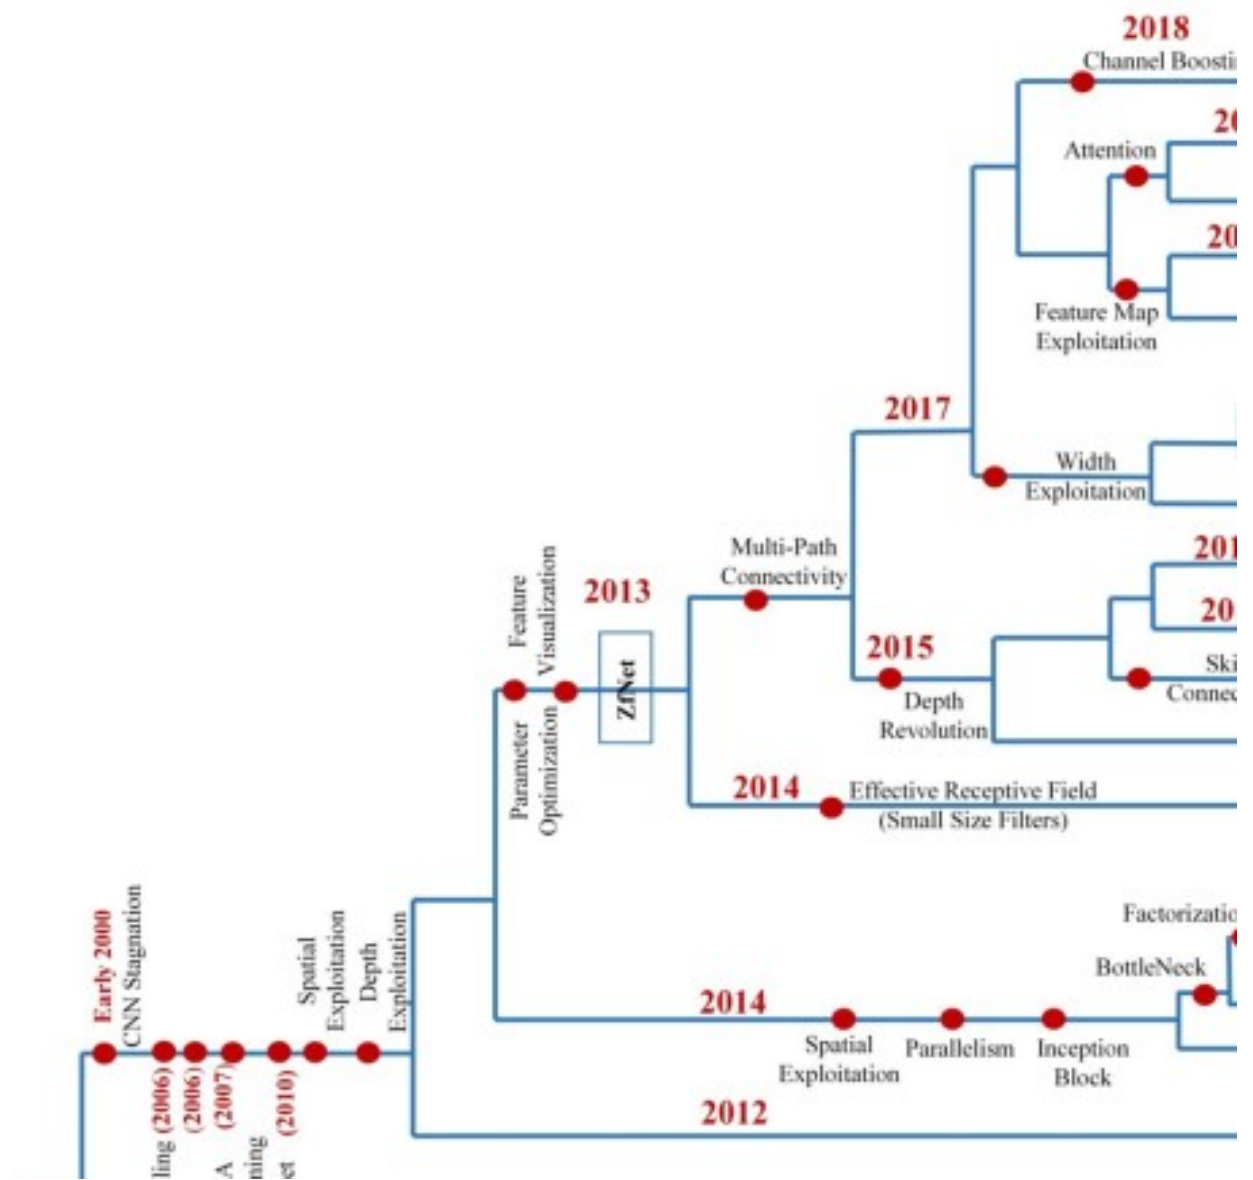 2018
Channel
Attention
Feature Map
Exploitation
2017
Width
Exploitation
Multi-Path
Connectivity
2015
Depth
Revolution
Feature
Visualization
2013
ZfNet
Parameter
Optimization
2014
Effective Receptive Field
(Small Size Filters)
BottleNeck
2014
Spatial
Exploitation
Parallelism
Inception
Block
2012
Early 2000
CNN Stagnation
Spatial
Exploitation
Depth
Exploitation
(2006)
(2006)
(2007)
(2010)